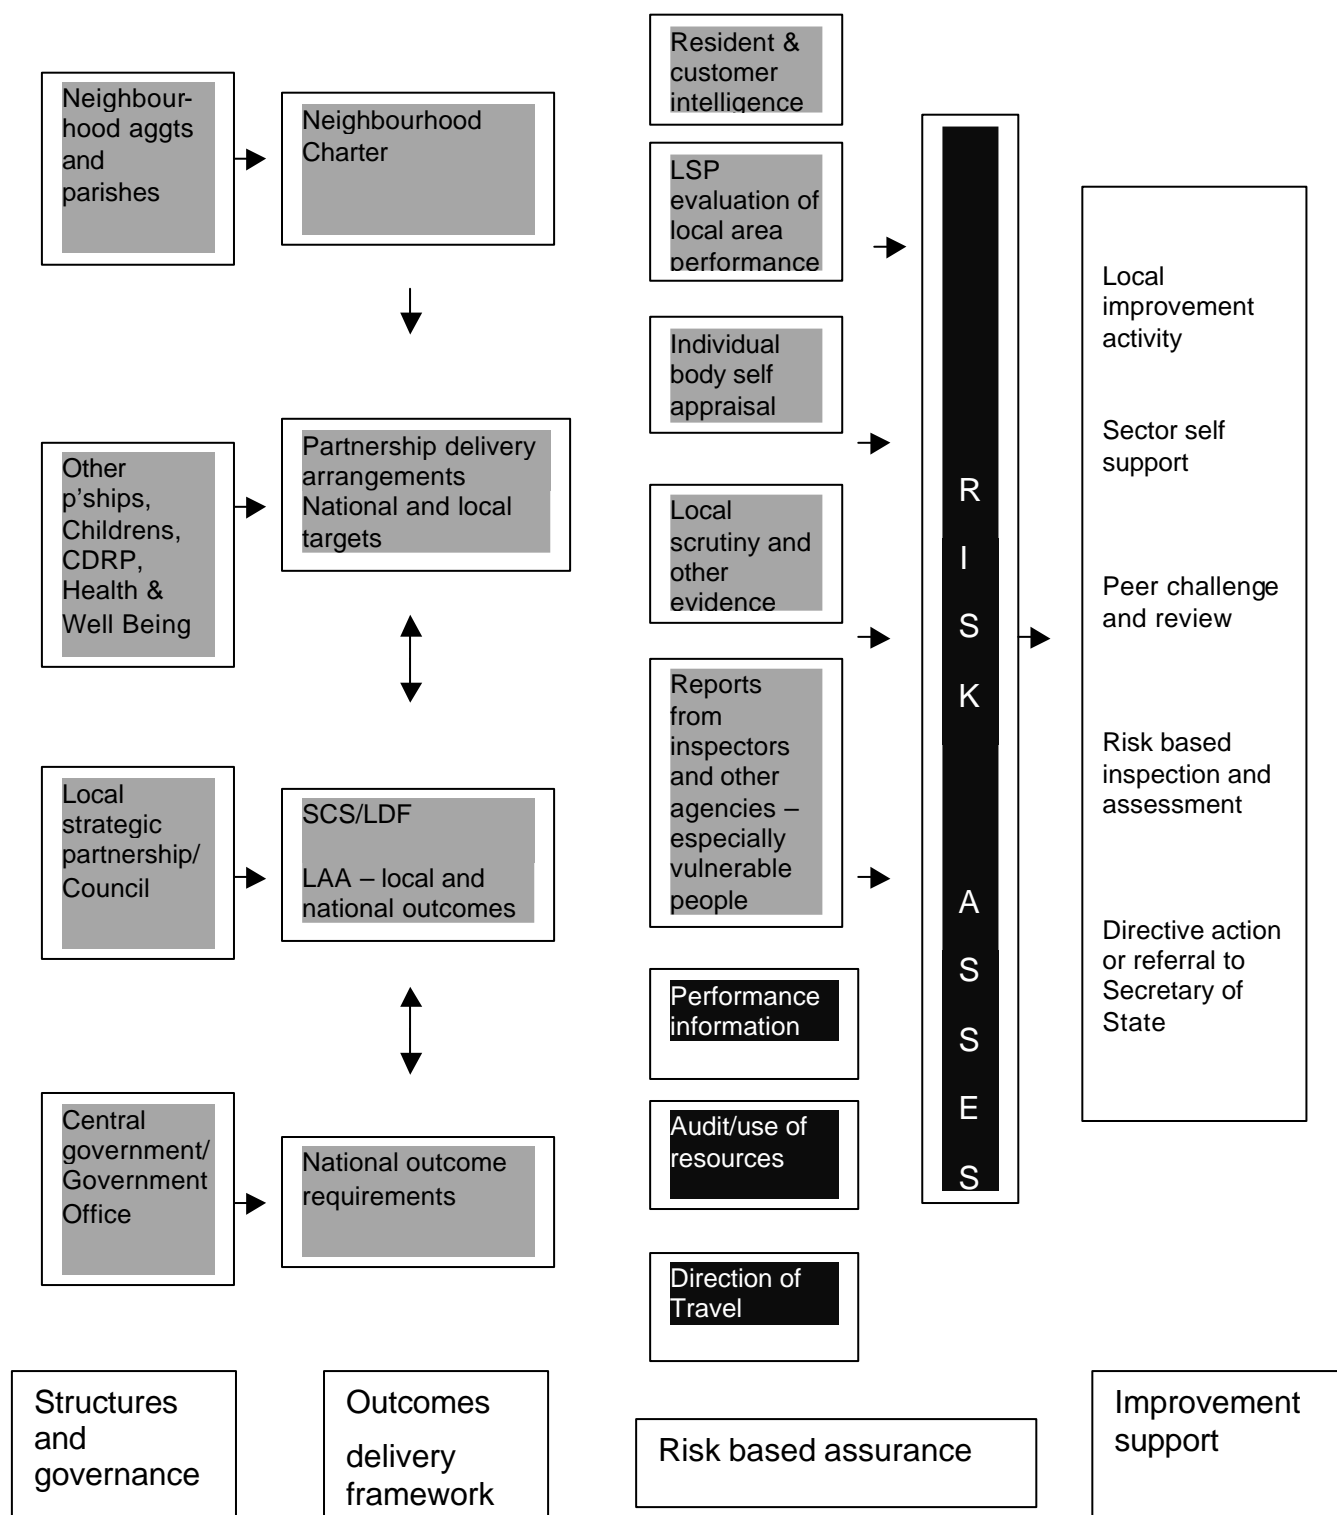 Neighbour-
hood aggts
and
parishes
Neighbourhood
Charter
Other
p'ships,
Childrens,
CDRP,
Health &
Well Being
Partnership delivery
arrangements
National and local
targets
Local
strategic
partnership/
Council
SCS/LDF
LAA – local and
national outcomes
Central
government/
Government
Office
National outcome
requirements
Resident &
customer
intelligence
LSP
evaluation of
local area
performance
Individual
body self
appraisal
Local
scrutiny and
other
evidence
Reports
from
inspectors
and other
agencies –
especially
vulnerable
people
Performance
information
Audit/use of
resources
Direction of
Travel
R
I
S
K
A
S
S
E
S
Local
improvement
activity
Sector self
support
Peer challenge
and review
Risk based
inspection and
assessment
Directive action
or referral to
Secretary of
State
Structures
and
governance
Outcomes
delivery
framework
Risk based assurance
Improvement
support